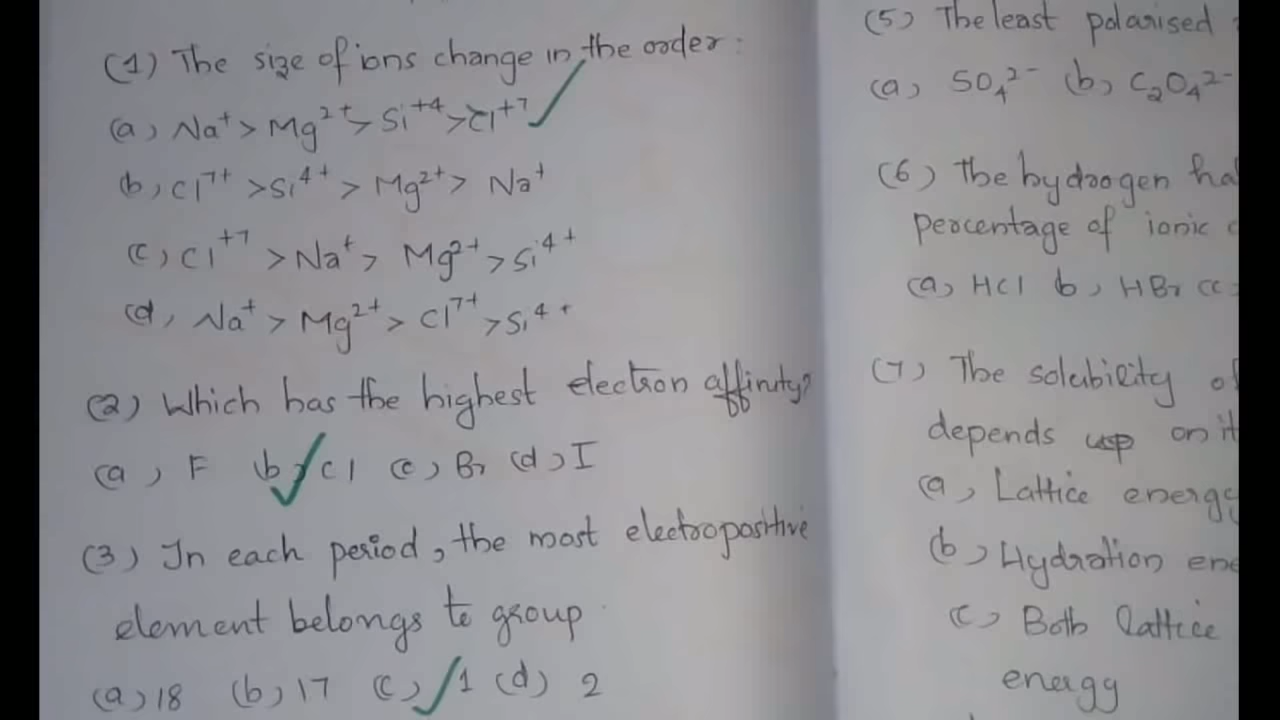 (1) The size of ions change in the order:
(a) Na⁺ > Mg²⁺ > Si⁺⁴ > Cl⁺⁷
(b) Cl⁷⁺ > Si⁴⁺ > Mg²⁺ > Na⁺
(c) Cl⁺⁷ > Na⁺ > Mg²⁺ > Si⁴⁺
(d) Na⁺ > Mg²⁺ > Cl⁷⁺ > Si⁴⁺
(2) Which has the highest electron affinity?
(a) F (b) Cl (c) Br (d) I
(3) In each period, the most electropositive
element belongs to group
(a) 18 (b) 17 (c) 1 (d) 2
(5) The least polarised
(a) SO₄²⁻ (b) C₂O₄²⁻
(6) The hydrogen ha
percentage of ionic
(a) HCl b) HBr (c)
(7) The solubility of
depends up on it
(a) Lattice energy
(b) Hydration ene
(c) Both lattice
energy